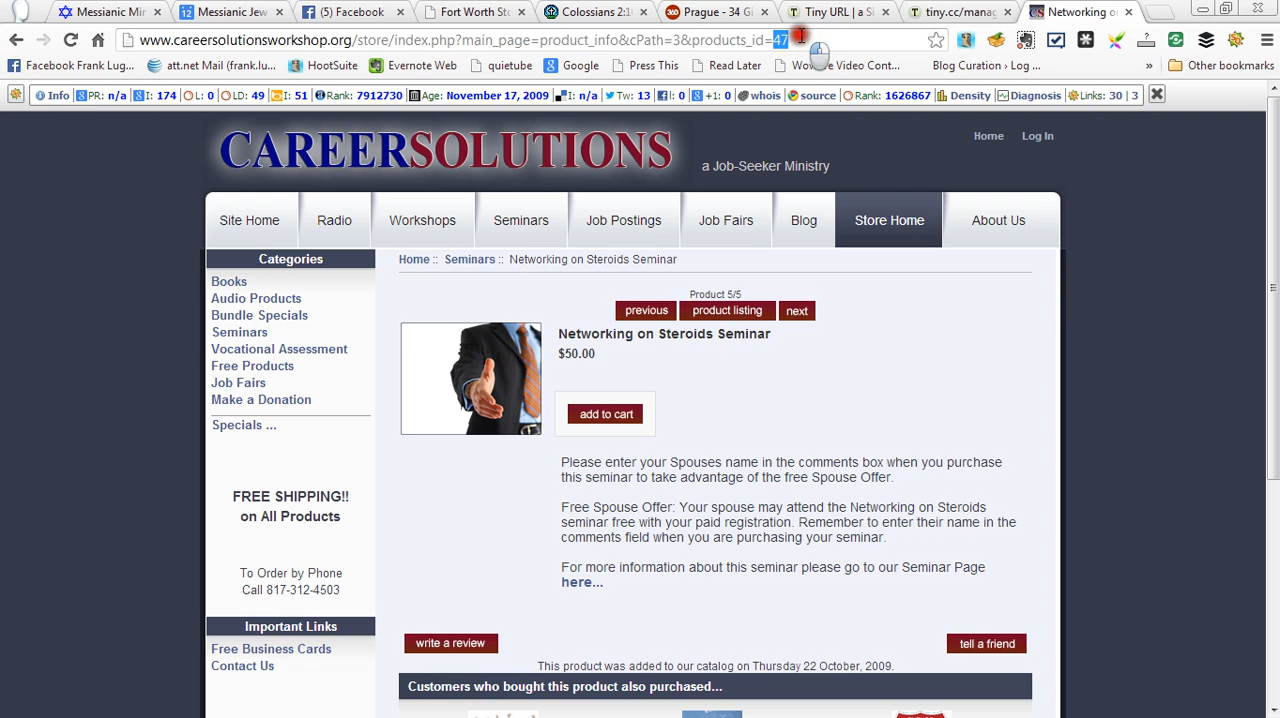 Messianic Mir
Messianic Jew
(5) Facebook
Fort Worth Ste
Colossians 2:1
Prague - 34 Gi
Tiny URL | a Si
tiny.cc/manag
Networking o
www.careersolutionsworkshop.org/store/index.php?main_page=product_info&cPath=3&products_id=47
Facebook Frank Lug...
att.net Mail (frank.lu...
HootSuite
Evernote Web
quietube
Google
Press This
Read Later
Video Cont...
Blog Curation › Log ...
»
Other bookmarks
Info PR: n/a I: 174 L: 0 LD: 49 I: 51 Rank: 7912730 Age: November 17, 2009 I: n/a Tw: 13 I: 0 +1: 0 whois source Rank: 1626867 Density Diagnosis Links: 30 | 3
CAREERSOLUTIONS
a Job-Seeker Ministry
Home Log In
Site Home Radio Workshops Seminars Job Postings Job Fairs Blog Store Home About Us
Categories
Books
Audio Products
Bundle Specials
Seminars
Vocational Assessment
Free Products
Job Fairs
Make a Donation
Specials ...
FREE SHIPPING!!
on All Products
To Order by Phone
Call 817-312-4503
Important Links
Free Business Cards
Contact Us
Home :: Seminars :: Networking on Steroids Seminar
Product 5/5
previous product listing next
Networking on Steroids Seminar
$50.00
add to cart
Please enter your Spouses name in the comments box when you purchase
this seminar to take advantage of the free Spouse Offer.
Free Spouse Offer: Your spouse may attend the Networking on Steroids
seminar free with your paid registration. Remember to enter their name in the
comments field when you are purchasing your seminar.
For more information about this seminar please go to our Seminar Page
here...
write a review
tell a friend
This product was added to our catalog on Thursday 22 October, 2009.
Customers who bought this product also purchased...